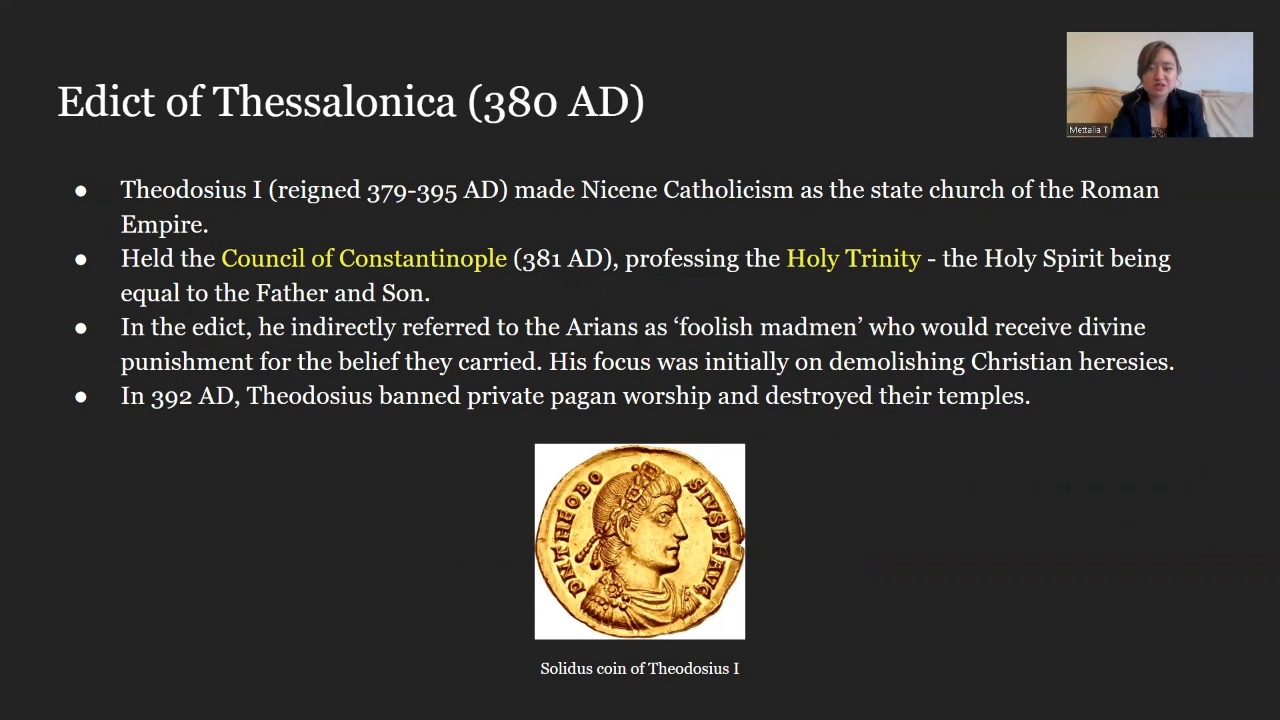 Edict of Thessalonica (380 AD)
Mettalia T
● Theodosius I (reigned 379-395 AD) made Nicene Catholicism as the state church of the Roman
Empire.
● Held the Council of Constantinople (381 AD), professing the Holy Trinity - the Holy Spirit being
equal to the Father and Son.
● In the edict, he indirectly referred to the Arians as ‘foolish madmen’ who would receive divine
punishment for the belief they carried. His focus was initially on demolishing Christian heresies.
● In 392 AD, Theodosius banned private pagan worship and destroyed their temples.
DNTHEODO
SIVSPFAVG
Solidus coin of Theodosius I